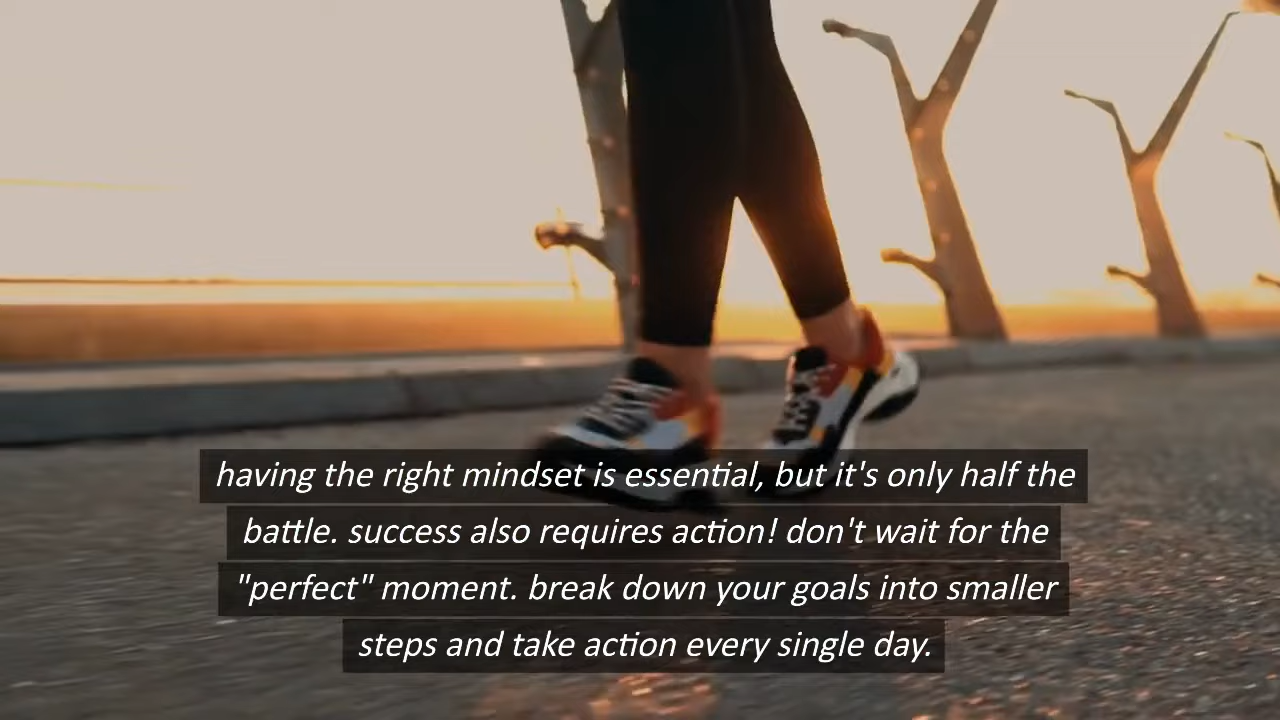 having the right mindset is essential, but it's only half the
battle. success also requires action! don't wait for the
"perfect" moment. break down your goals into smaller
steps and take action every single day.